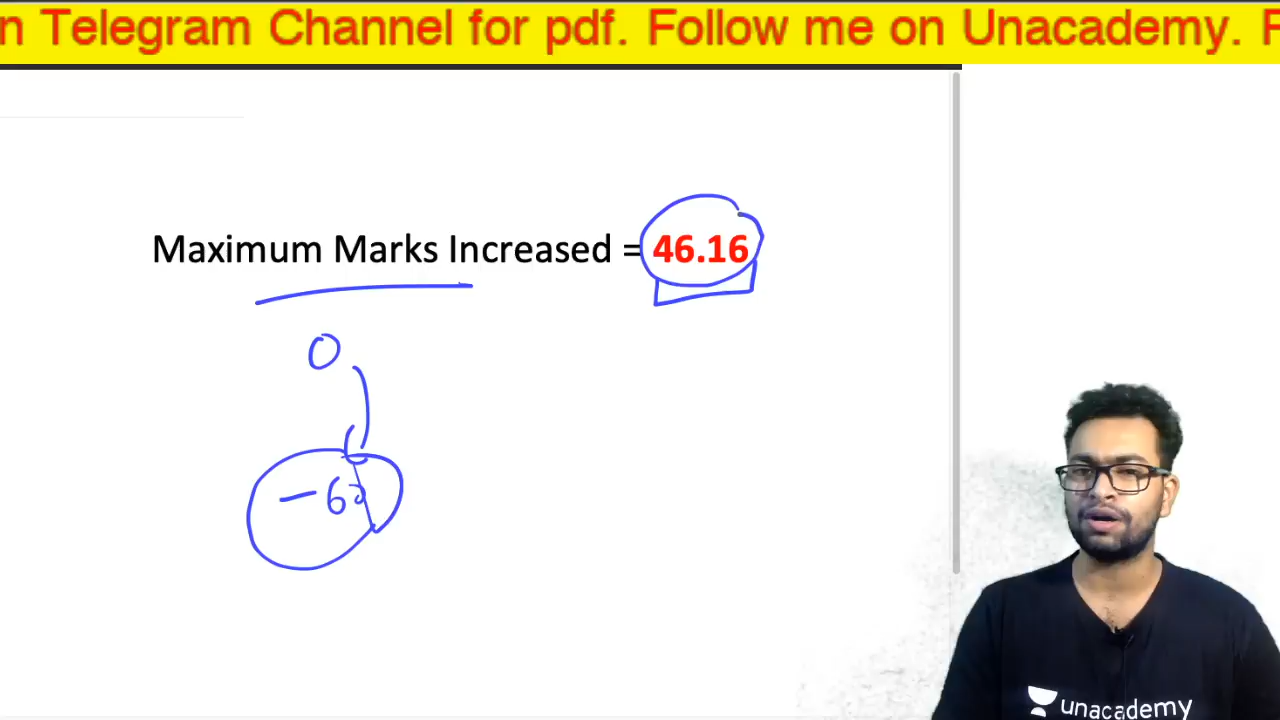 n Telegram Channel for pdf. Follow me on Unacademy. F
Maximum Marks Increased = 46.16
0
unacademy